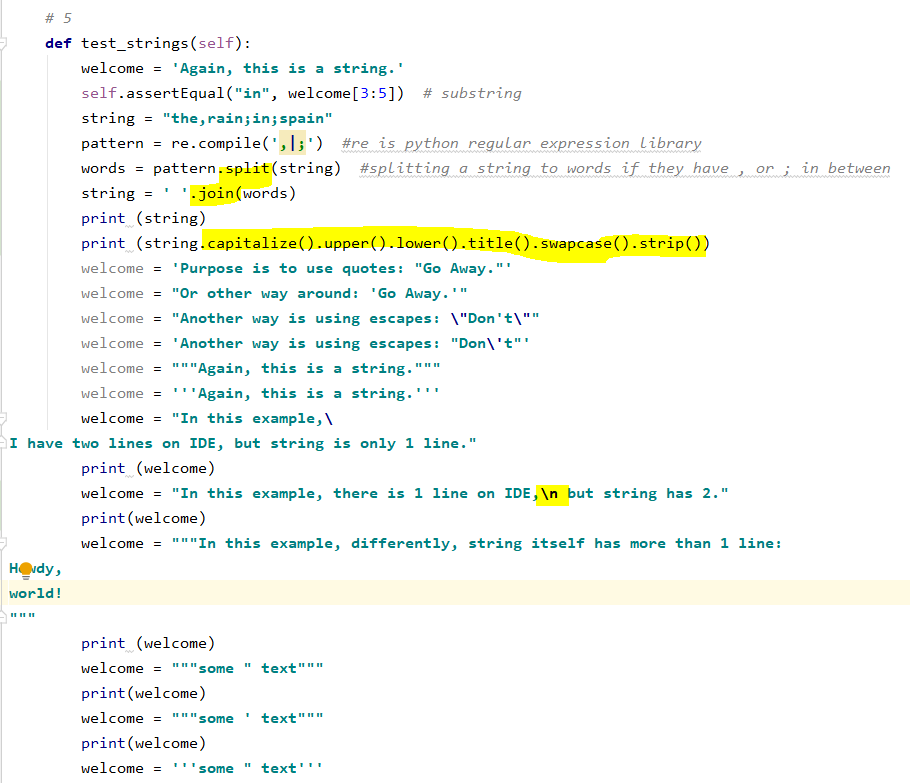 # 5
def test_strings(self):
welcome = 'Again, this is a string.'
self.assertEqual("in", welcome[3:5])  # substring
string = "the,rain;in;spain"
pattern = re.compile(',|;')  #re is python regular expression library
words = pattern.split(string)  #splitting a string to words if they have , or ; in between
string = ' '.join(words)
print (string)
print (string.capitalize().upper().lower().title().swapcase().strip())
welcome = 'Purpose is to use quotes: "Go Away."'
welcome = "Or other way around: 'Go Away.'"
welcome = "Another way is using escapes: \"Don't\""
welcome = 'Another way is using escapes: "Don\'t"'
welcome = """Again, this is a string."""
welcome = '''Again, this is a string.'''
welcome = "In this example,\
I have two lines on IDE, but string is only 1 line."
print (welcome)
welcome = "In this example, there is 1 line on IDE,\n but string has 2."
print(welcome)
welcome = """In this example, differently, string itself has more than 1 line:
Howdy,
world!
"""
print (welcome)
welcome = """some " text"""
print(welcome)
welcome = """some ' text"""
print(welcome)
welcome = '''some " text'''